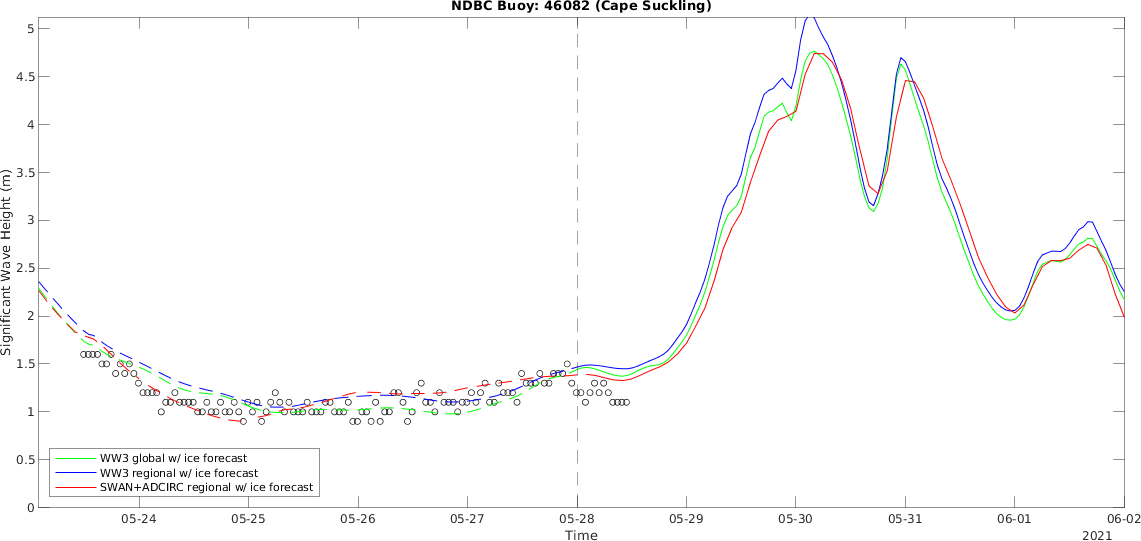 NDBC Buoy: 46082 (Cape Suckling)
Significant Wave Height (m)
5
4.5
4
3.5
3
2.5
2
1.5
1
0.5
0
WW3 global w/ ice forecast
WW3 regional w/ ice forecast
SWAN+ADCIRC regional w/ ice forecast
05-24 05-25 05-26 05-27 05-28 05-29 05-30 05-31 06-01 06-02
Time
2021